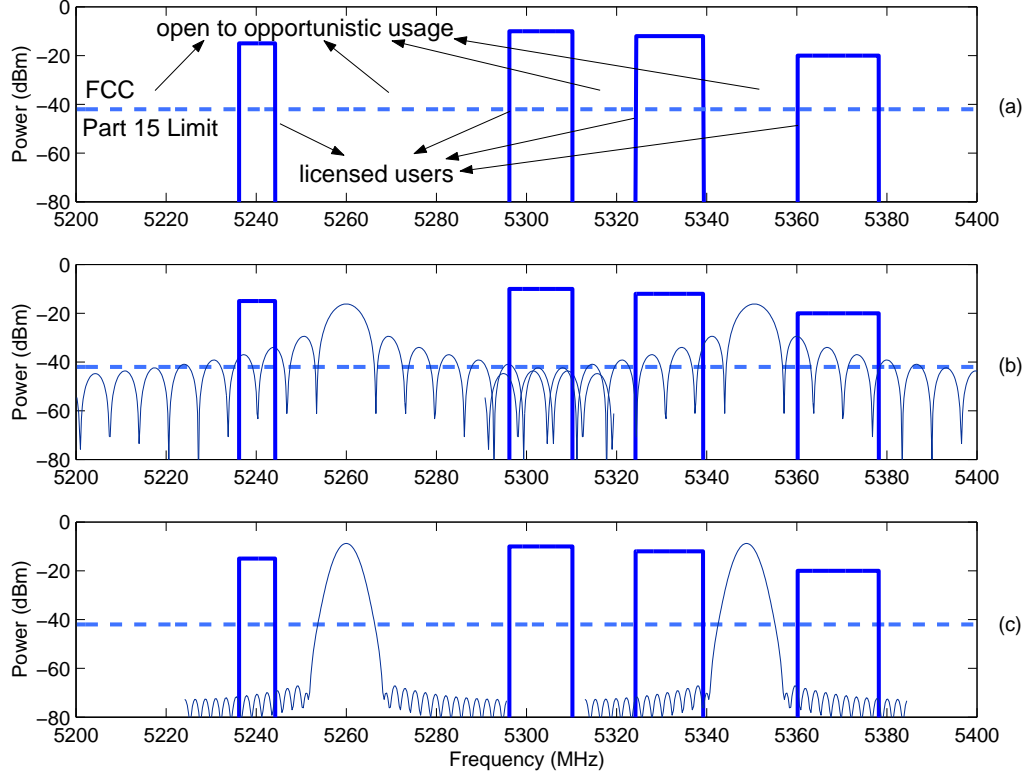 0
open to opportunistic usage
−20
FCC
−40
(a)
Part 15 Limit
−60
licensed users
−80
Power (dBm)
5200 5220 5240 5260 5280 5300 5320 5340 5360 5380 5400
0
−20
−40
(b)
−60
−80
Power (dBm)
5200 5220 5240 5260 5280 5300 5320 5340 5360 5380 5400
0
−20
−40
(c)
−60
−80
Power (dBm)
5200 5220 5240 5260 5280 5300 5320 5340 5360 5380 5400
Frequency (MHz)